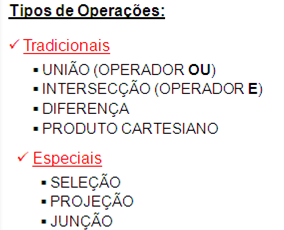 Tipos de Operações:
✓ Tradicionais
▪ UNIÃO (OPERADOR OU)
▪ INTERSECÇÃO (OPERADOR E)
▪ DIFERENÇA
▪ PRODUTO CARTESIANO
✓ Especiais
▪ SELEÇÃO
▪ PROJEÇÃO
▪ JUNÇÃO